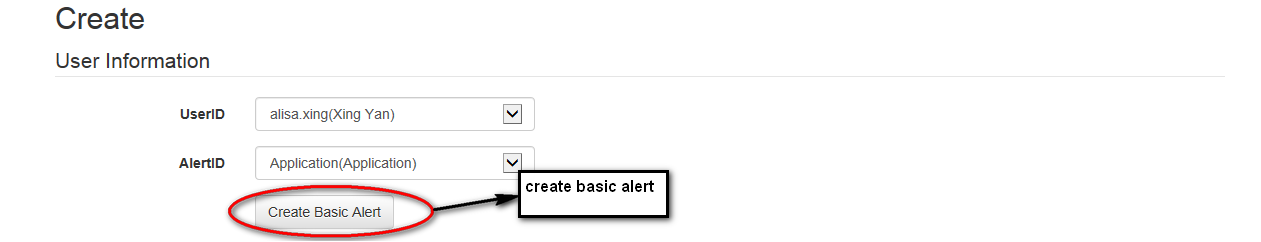 Create
User Information
UserID alisa.xing(Xing Yan)
AlertID Application(Application)
create basic alert
Create Basic Alert